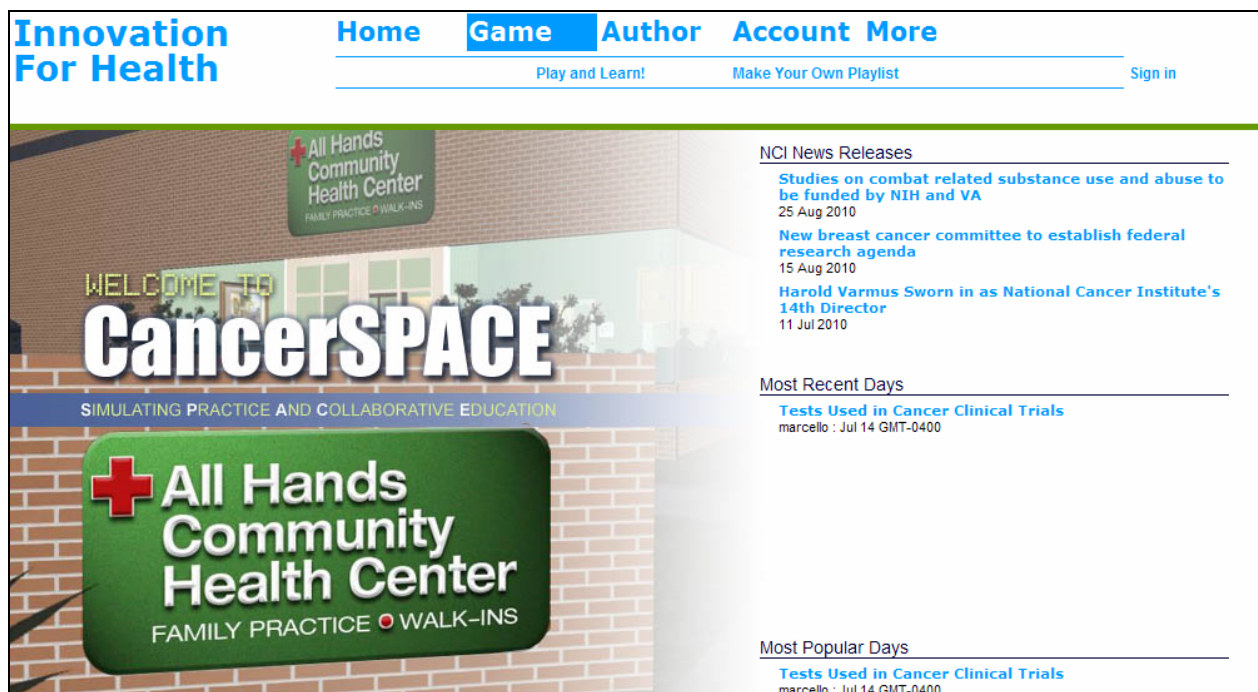 Innovation
For Health
Home Game Author Account More
Play and Learn! Make Your Own Playlist Sign in
All Hands
Community
Health Center
FAMILY PRACTICE WALK-INS
WELCOME TO
CancerSPACE
SIMULATING PRACTICE AND COLLABORATIVE EDUCATION
All Hands
Community
Health Center
FAMILY PRACTICE WALK-INS
NCI News Releases
Studies on combat related substance use and abuse to
be funded by NIH and VA
25 Aug 2010
New breast cancer committee to establish federal
research agenda
15 Aug 2010
Harold Varmus Sworn in as National Cancer Institute's
14th Director
11 Jul 2010
Most Recent Days
Tests Used in Cancer Clinical Trials
marcello : Jul 14 GMT-0400
Most Popular Days
Tests Used in Cancer Clinical Trials
marcello : Jul 14 GMT-0400